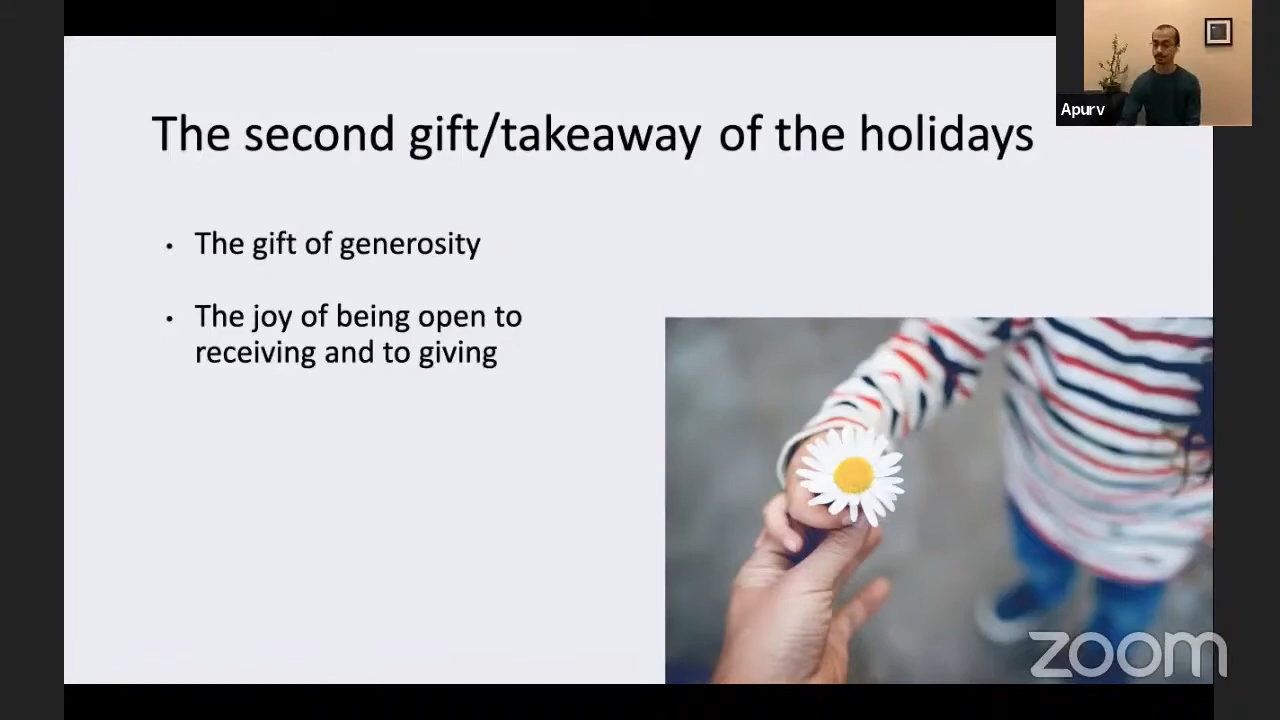 Apurv
The second gift/takeaway of the holidays
• The gift of generosity
• The joy of being open to
receiving and to giving
zoom